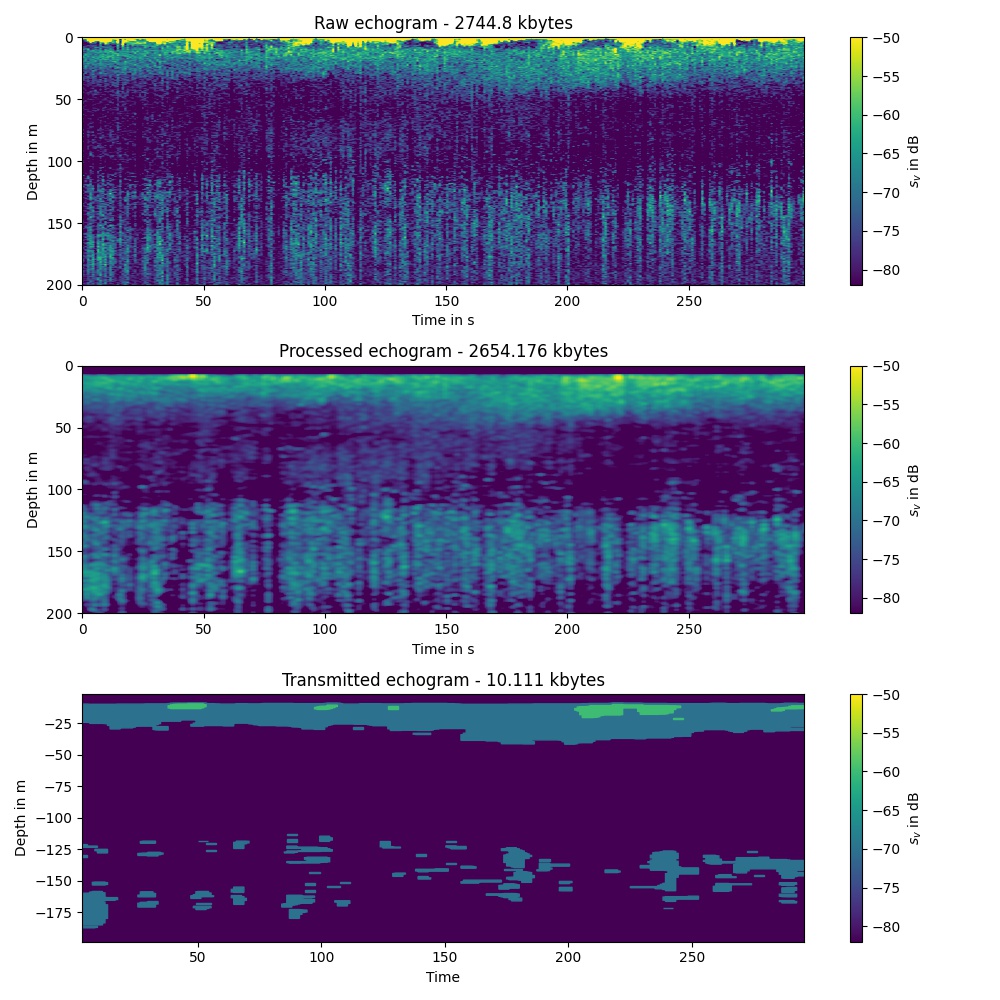 Raw echogram - 2744.8 kbytes
0
50
100
150
200
Depth in m
0 50 100 150 200 250
Time in s
−50
−55
−60
−65
−70
−75
−80
sv in dB
Processed echogram - 2654.176 kbytes
0
50
100
150
200
Depth in m
0 50 100 150 200 250
Time in s
−50
−55
−60
−65
−70
−75
−80
sv in dB
Transmitted echogram - 10.111 kbytes
−25
−50
−75
−100
−125
−150
−175
Depth in m
50 100 150 200 250
Time
−50
−55
−60
−65
−70
−75
−80
sv in dB